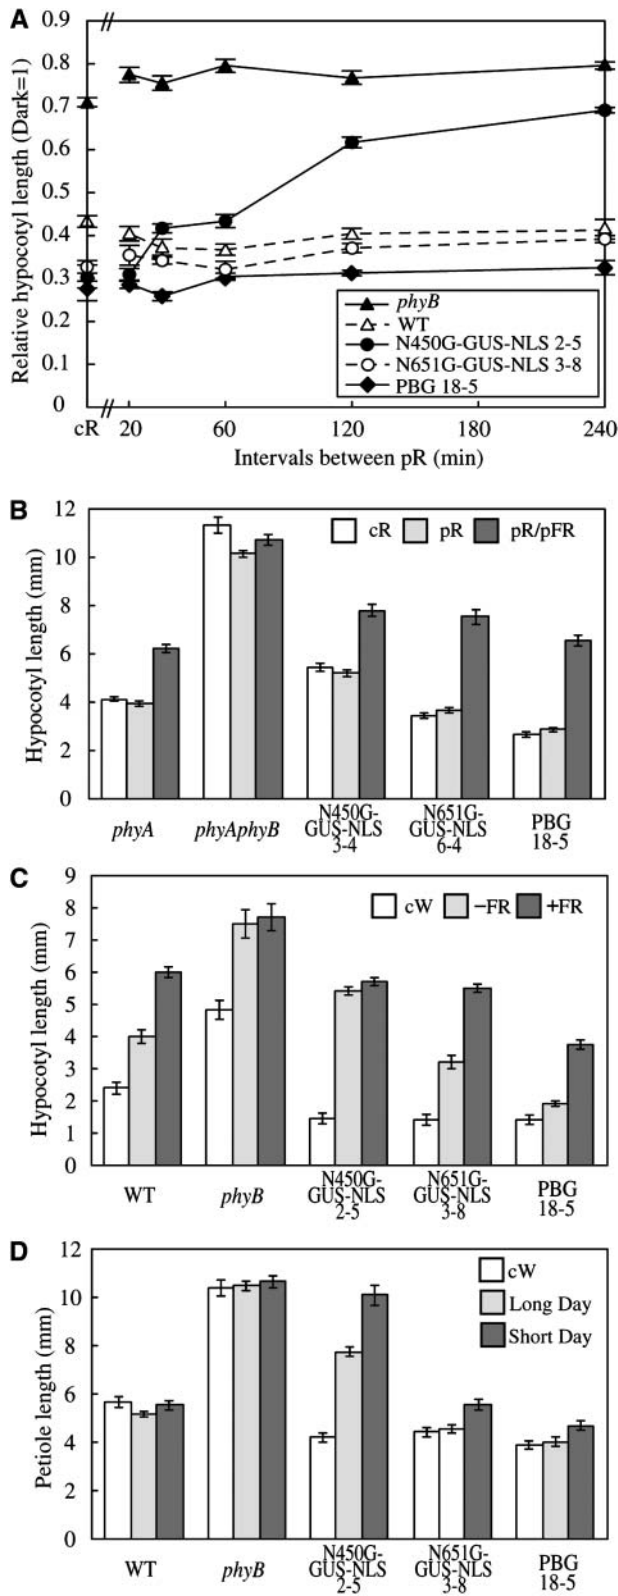 A
0.9
0.8
0.7
0.6
0.5
0.4
0.3
0.2
0.1
0
Relative hypocotyl length (Dark=1)
phyB
WT
N450G-GUS-NLS 2-5
N651G-GUS-NLS 3-8
PBG 18-5
cR 20 60 120 180 240
Intervals between pR (min)
B
12
10
8
6
4
2
0
Hypocotyl length (mm)
cR pR pR/pFR
phyA
phyAphyB
N450G-
GUS-NLS
3-4
N651G-
GUS-NLS
6-4
PBG
18-5
C
9
8
7
6
5
4
3
2
1
0
Hypocotyl length (mm)
cW −FR +FR
WT
phyB
N450G-
GUS-NLS
2-5
N651G-
GUS-NLS
3-8
PBG
18-5
D
12
10
8
6
4
2
0
Petiole length (mm)
cW
Long Day
Short Day
WT
phyB
N450G-
GUS-NLS
2-5
N651G-
GUS-NLS
3-8
PBG
18-5